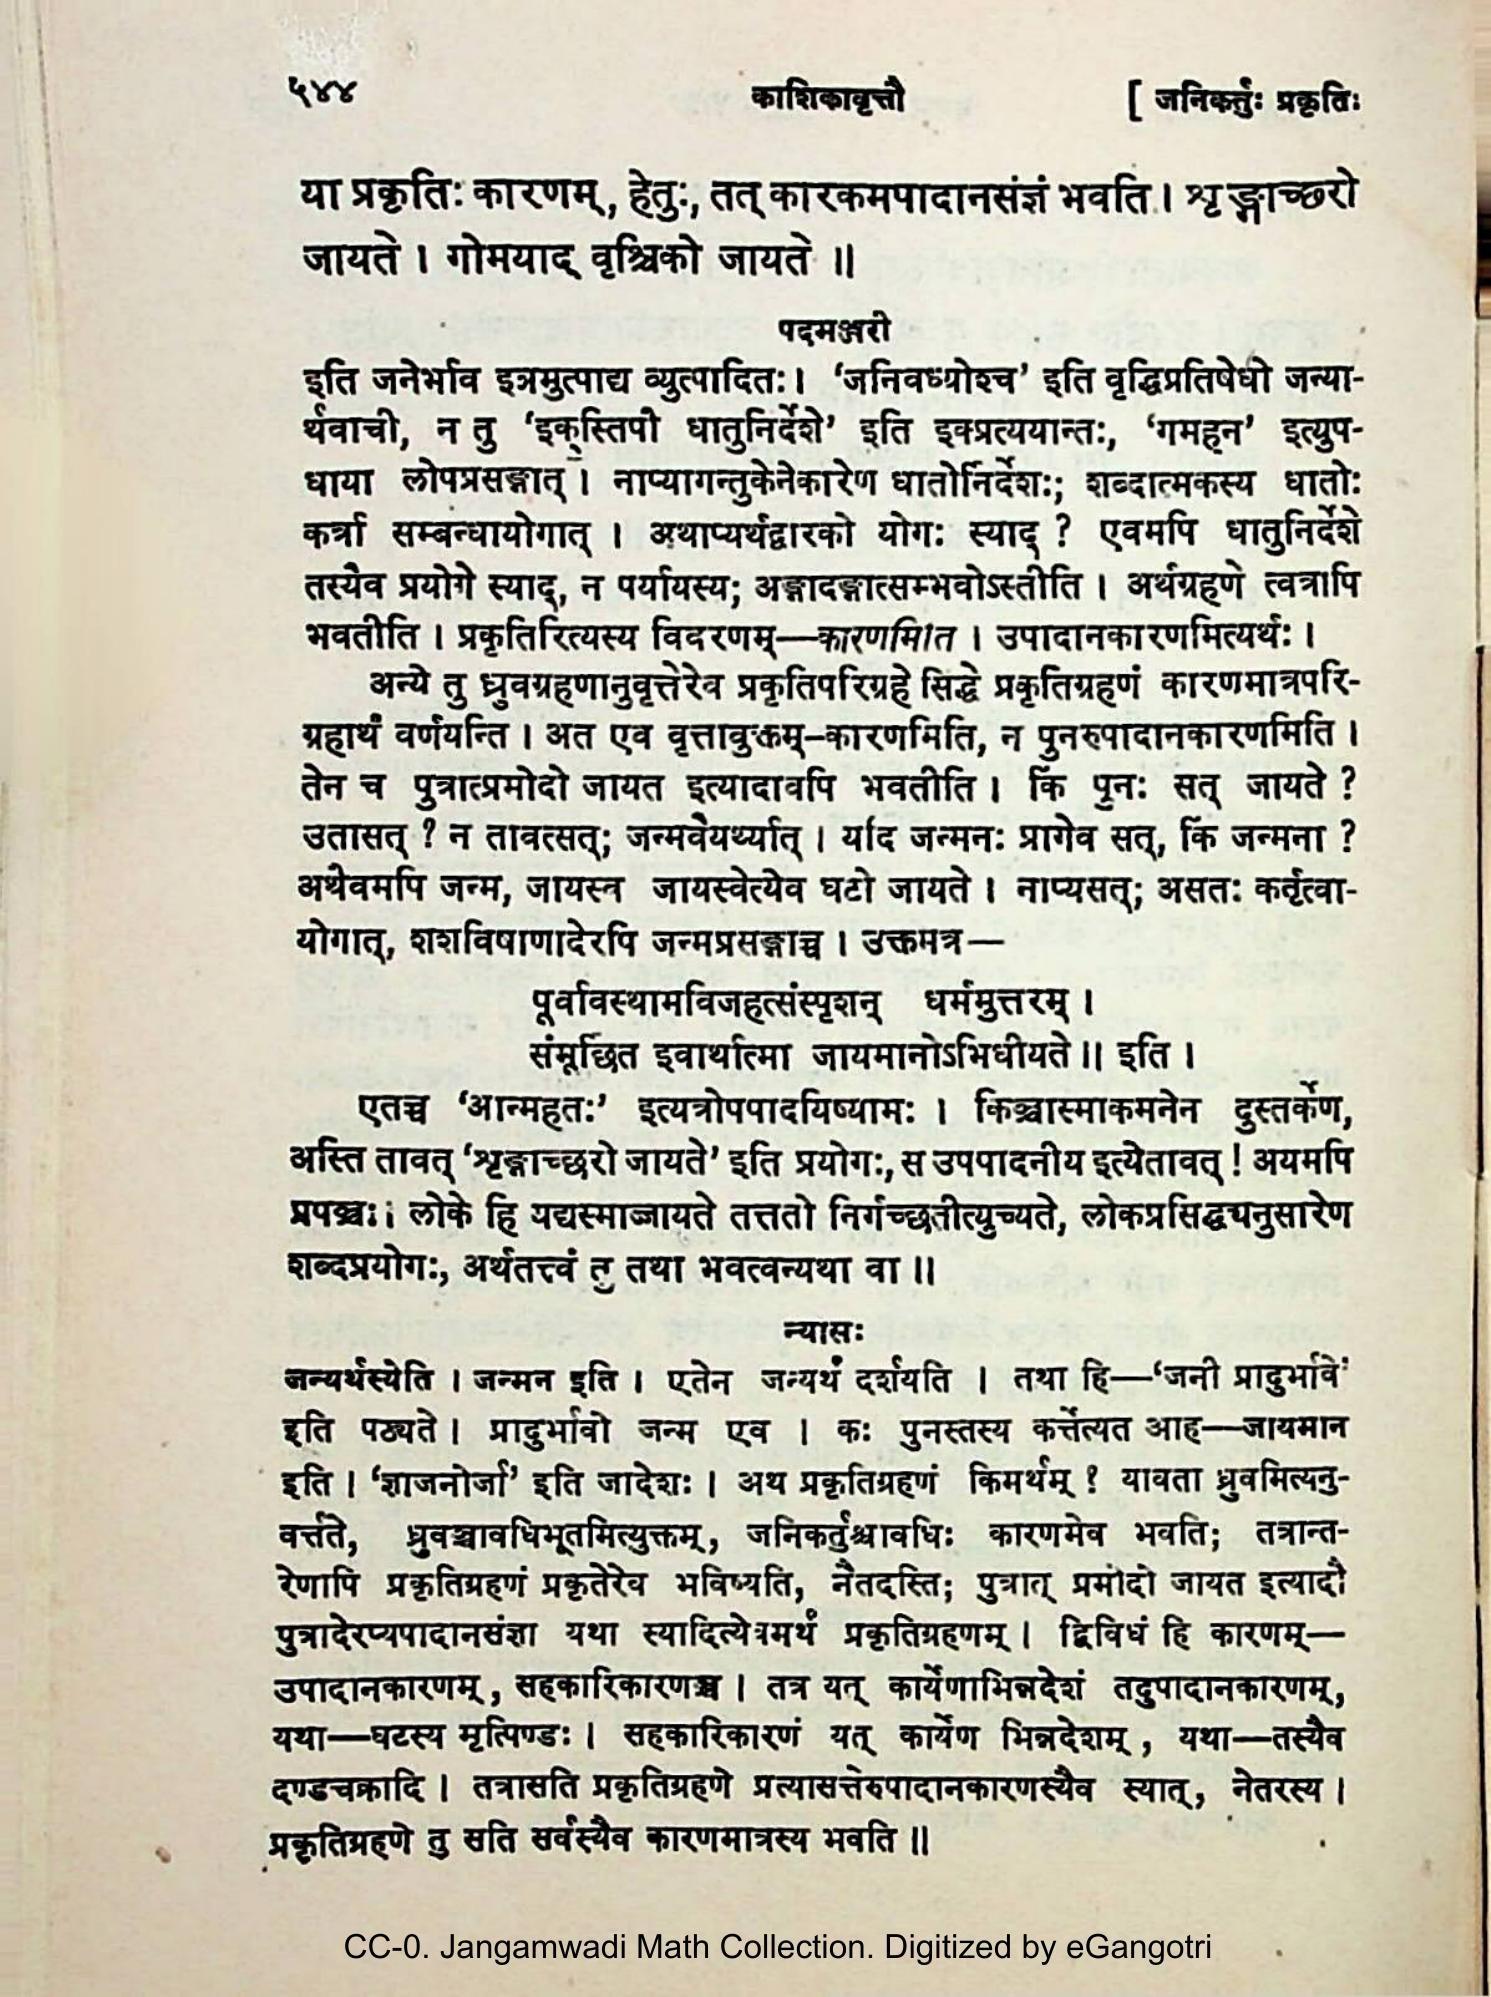 ५४४ काशिकावृत्तौ [ जनिकर्तुः प्रकृतिः
या प्रकृतिः कारणम्, हेतुः, तत् कारकमपादानसंज्ञं भवति । शृङ्गाच्छरो
जायते । गोमयाद् वृश्चिको जायते ॥
पदमञ्जरी
इति जनेर्भाव इञमुत्पाद्य व्युत्पादितः। ‘जनिवध्योश्च’ इति वृद्धिप्रतिषेधो जन्या-
र्थवाची, न तु ‘इक्स्तिपौ धातुनिर्देशे’ इति इक्प्रत्ययान्तः, ‘गमहन’ इत्युप-
धाया लोपप्रसङ्गात् । नाप्यागन्तुकेनेकारेण धातोर्निर्देशः; शब्दात्मकस्य धातोः
कर्त्रा सम्बन्धायोगात् । अथाप्यर्थद्वारको योगः स्याद् ? एवमपि धातुनिर्देशे
तस्यैव प्रयोगे स्याद्, न पर्यायस्य; अङ्गादङ्गात्सम्भवोऽस्तीति । अर्थग्रहणे त्वत्रापि
भवतीति । प्रकृतिरित्यस्य विवरणम्—कारणमिति । उपादानकारणमित्यर्थः ।
अन्ये तु ध्रुवग्रहणानुवृत्तेरेव प्रकृतिपरिग्रहे सिद्धे प्रकृतिग्रहणं कारणमात्रपरि-
ग्रहार्थं वर्णयन्ति । अत एव वृत्तावुक्तम्–कारणमिति, न पुनरुपादानकारणमिति ।
तेन च पुत्रात्प्रमोदो जायत इत्यादावपि भवतीति । किं पुनः सत् जायते ?
उतासत् ? न तावत्सत्; जन्मवैयर्थ्यात् । यदि जन्मनः प्रागेव सत्, किं जन्मना ?
अथैवमपि जन्म, जायस्व जायस्वेत्येव घटो जायते । नाप्यसत्; असतः कर्तृत्वा-
योगात्, शशविषाणादेरपि जन्मप्रसङ्गाच्च । उक्तमत्र—
पूर्वावस्थामविजहत्संस्पृशन् धर्ममुत्तरम् ।
संमूर्छित इवार्थात्मा जायमानोऽभिधीयते ॥ इति ।
एतच्च ‘आन्महतः’ इत्यत्रोपपादयिष्यामः । किञ्चास्माकमनेन दुस्तर्केण,
अस्ति तावत् ‘शृङ्गाच्छरो जायते’ इति प्रयोगः, स उपपादनीय इत्येतावत् ! अयमपि
प्रपञ्चः। लोके हि यद्यस्माज्जायते तत्ततो निर्गच्छतीत्युच्यते, लोकप्रसिद्ध्यनुसारेण
शब्दप्रयोगः, अर्थतत्त्वं तु तथा भवत्वन्यथा वा ॥
न्यासः
जन्यर्थस्येति । जन्मन इति । एतेन जन्यर्थं दर्शयति । तथा हि—‘जनी प्रादुर्भावे’
इति पठ्यते । प्रादुर्भावो जन्म एव । कः पुनस्तस्य कर्त्तेत्यत आह—जायमान
इति । ‘ज्ञाजनोर्जा’ इति जादेशः । अथ प्रकृतिग्रहणं किमर्थम् ? यावता ध्रुवमित्यनु-
वर्त्तते, ध्रुवञ्चावधिभूतमित्युक्तम्, जनिकर्तुश्चावधिः कारणमेव भवति; तत्रान्त-
रेणापि प्रकृतिग्रहणं प्रकृतेरेव भविष्यति, नैतदस्ति; पुत्रात् प्रमोदो जायत इत्यादौ
पुत्रादेरप्यपादानसंज्ञा यथा स्यादित्येवमर्थं प्रकृतिग्रहणम् । द्विविधं हि कारणम्—
उपादानकारणम्, सहकारिकारणञ्च । तत्र यत् कार्येणाभिन्नदेशं तदुपादानकारणम्,
यथा—घटस्य मृत्पिण्डः । सहकारिकारणं यत् कार्येण भिन्नदेशम्, यथा—तस्यैव
दण्डचक्रादि । तत्रासति प्रकृतिग्रहणे प्रत्यासत्तेरुपादानकारणस्यैव स्यात्, नेतरस्य ।
प्रकृतिग्रहणे तु सति सर्वस्यैव कारणमात्रस्य भवति ॥
CC-0. Jangamwadi Math Collection. Digitized by eGangotri